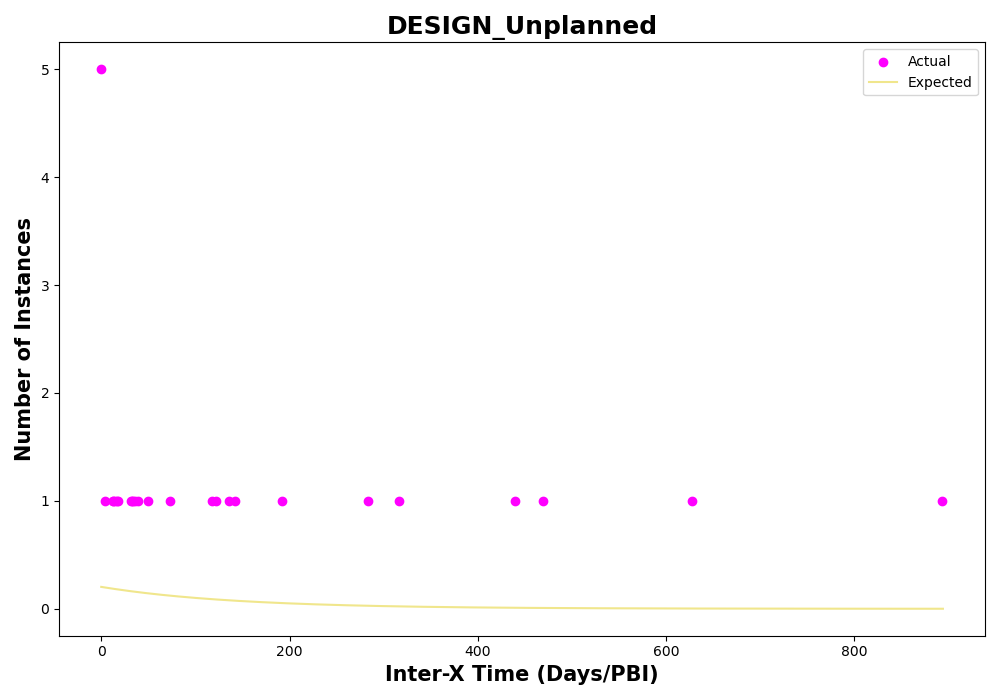 DESIGN_Unplanned
Actual
Expected
Number of Instances
5
4
3
2
1
0
0
200
400
600
800
Inter-X Time (Days/PBI)